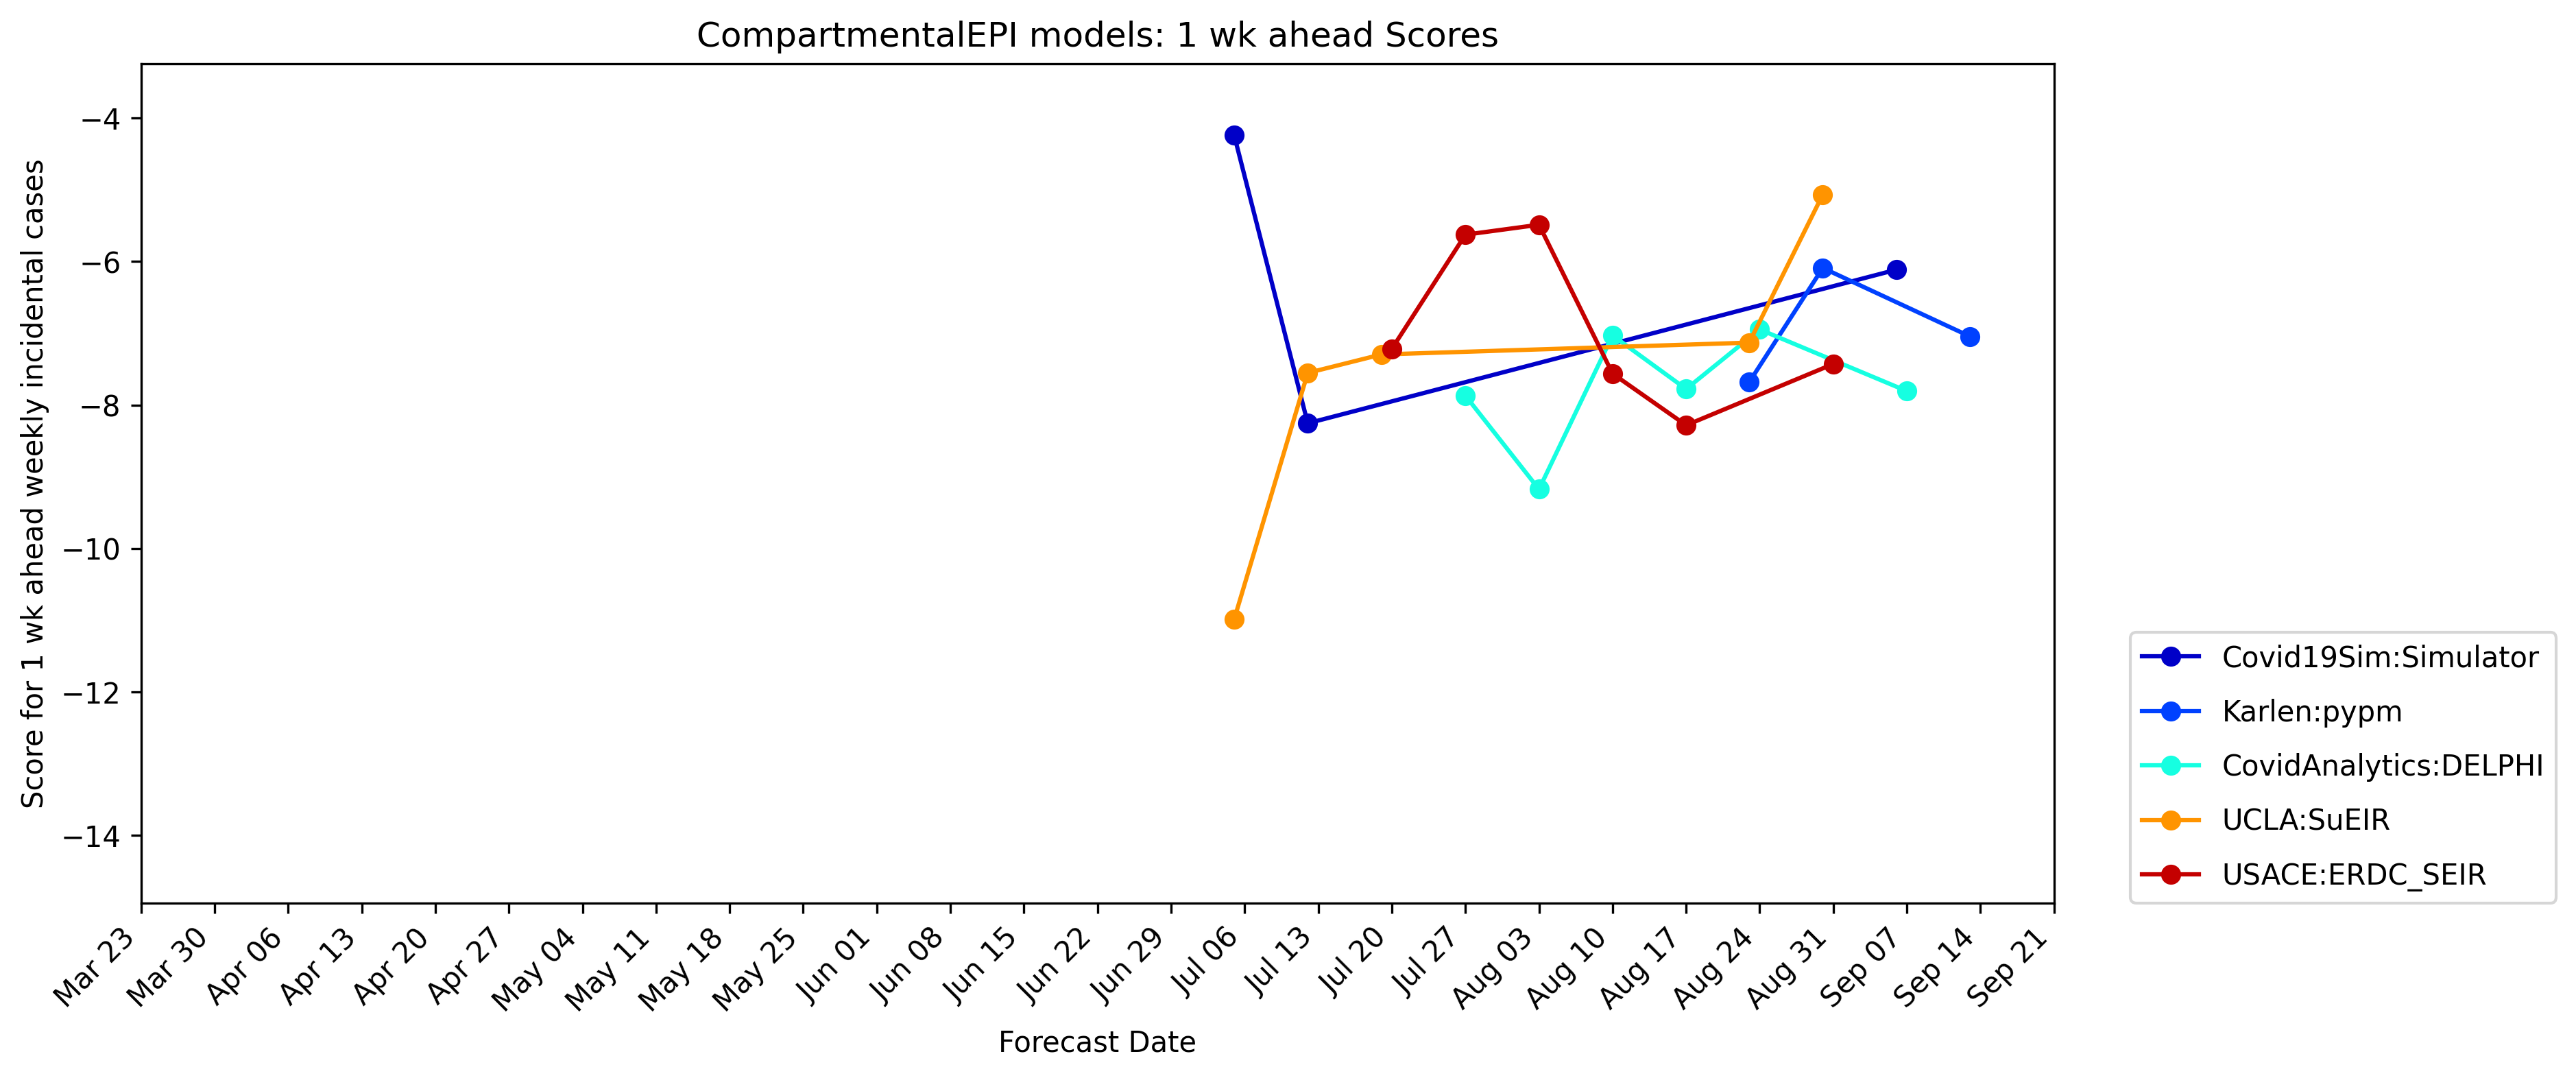 CompartmentalEPI models: 1 wk ahead Scores
Score for 1 wk ahead weekly incidental cases
−4
−6
−8
−10
−12
−14
Mar 23
Mar 30
Apr 06
Apr 13
Apr 20
Apr 27
May 04
May 11
May 18
May 25
Jun 01
Jun 08
Jun 15
Jun 22
Jun 29
Jul 06
Jul 13
Jul 20
Jul 27
Aug 03
Aug 10
Aug 17
Aug 24
Aug 31
Sep 07
Sep 14
Sep 21
Forecast Date
Covid19Sim:Simulator
Karlen:pypm
CovidAnalytics:DELPHI
UCLA:SuEIR
USACE:ERDC_SEIR